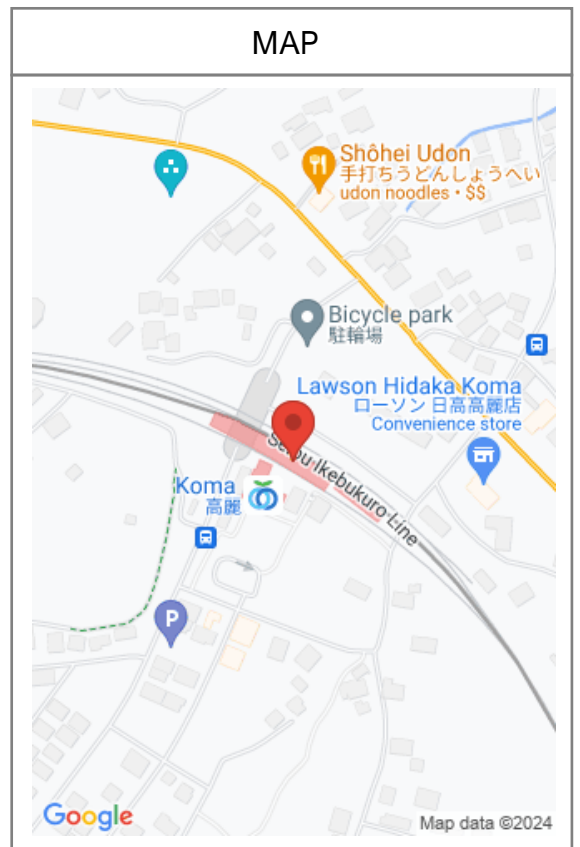 MAP
Shôhei Udon
手打ちうどんしょうへい
udon noodles • $$
Bicycle park
駐輪場
Lawson Hidaka Koma
ローソン 日高高麗店
Convenience store
Seibu Ikebukuro Line
Koma
高麗
P
Google
Map data ©2024